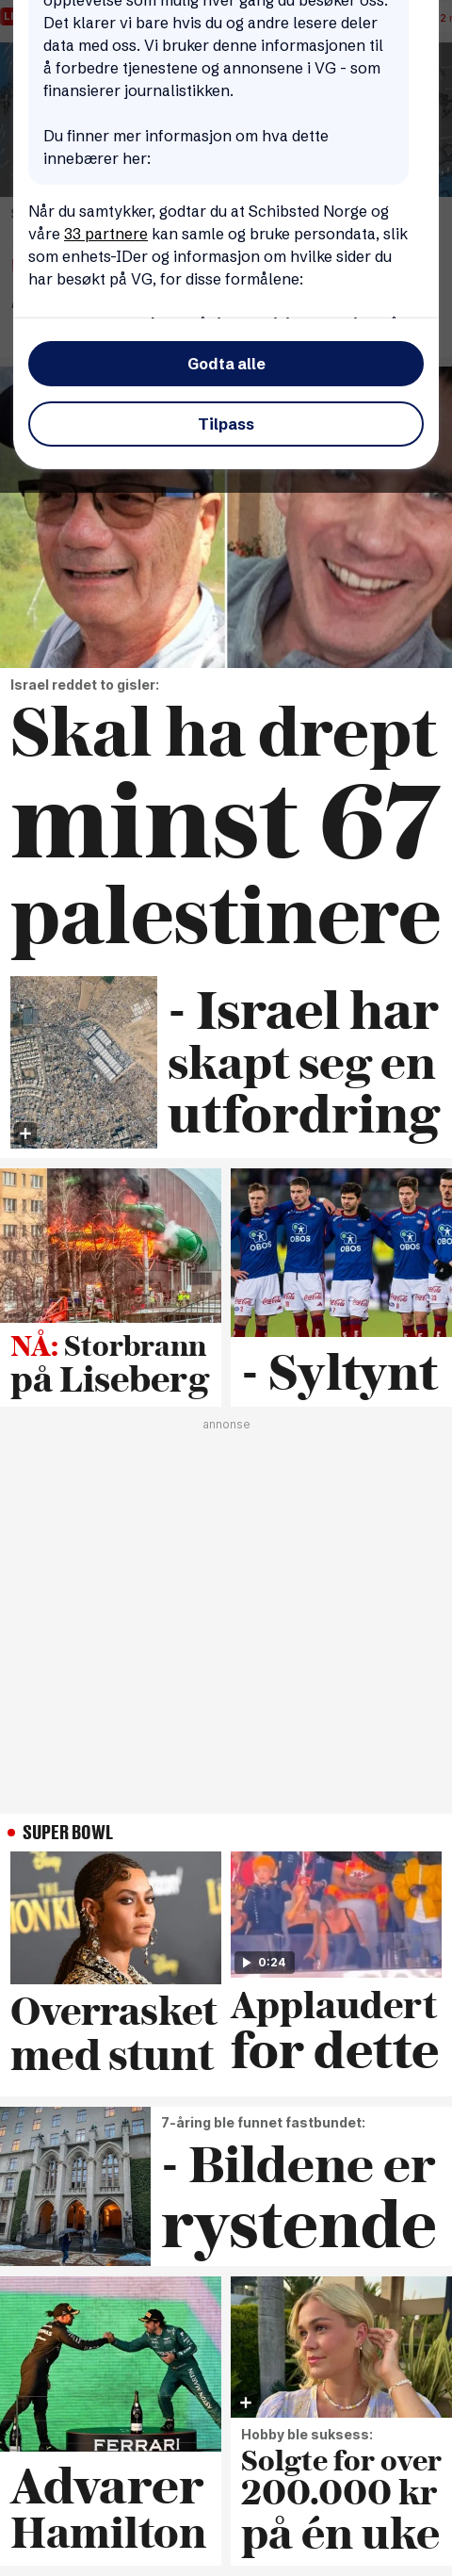 opplevelse som mulig hver gang du besøker oss.
Det klarer vi bare hvis du og andre lesere deler
data med oss. Vi bruker denne informasjonen til
å forbedre tjenestene og annonsene i VG - som
finansierer journalistikken.
Du finner mer informasjon om hva dette
innebærer her:
Når du samtykker, godtar du at Schibsted Norge og
våre 33 partnere kan samle og bruke persondata, slik
som enhets-IDer og informasjon om hvilke sider du
har besøkt på VG, for disse formålene:
Godta alle
Tilpass
Israel reddet to gisler:
Skal ha drept
minst 67
palestinere
- Israel har
skapt seg en
utfordring
NÅ: Storbrann
på Liseberg
OBOS OBOS OBOS OBOS
- Syltynt
annonse
SUPER BOWL
0:24
Overrasket
med stunt
Applaudert
for dette
7-åring ble funnet fastbundet:
- Bildene er
rystende
FERRARI
Advarer
Hamilton
Hobby ble suksess:
Solgte for over
200.000 kr
på én uke